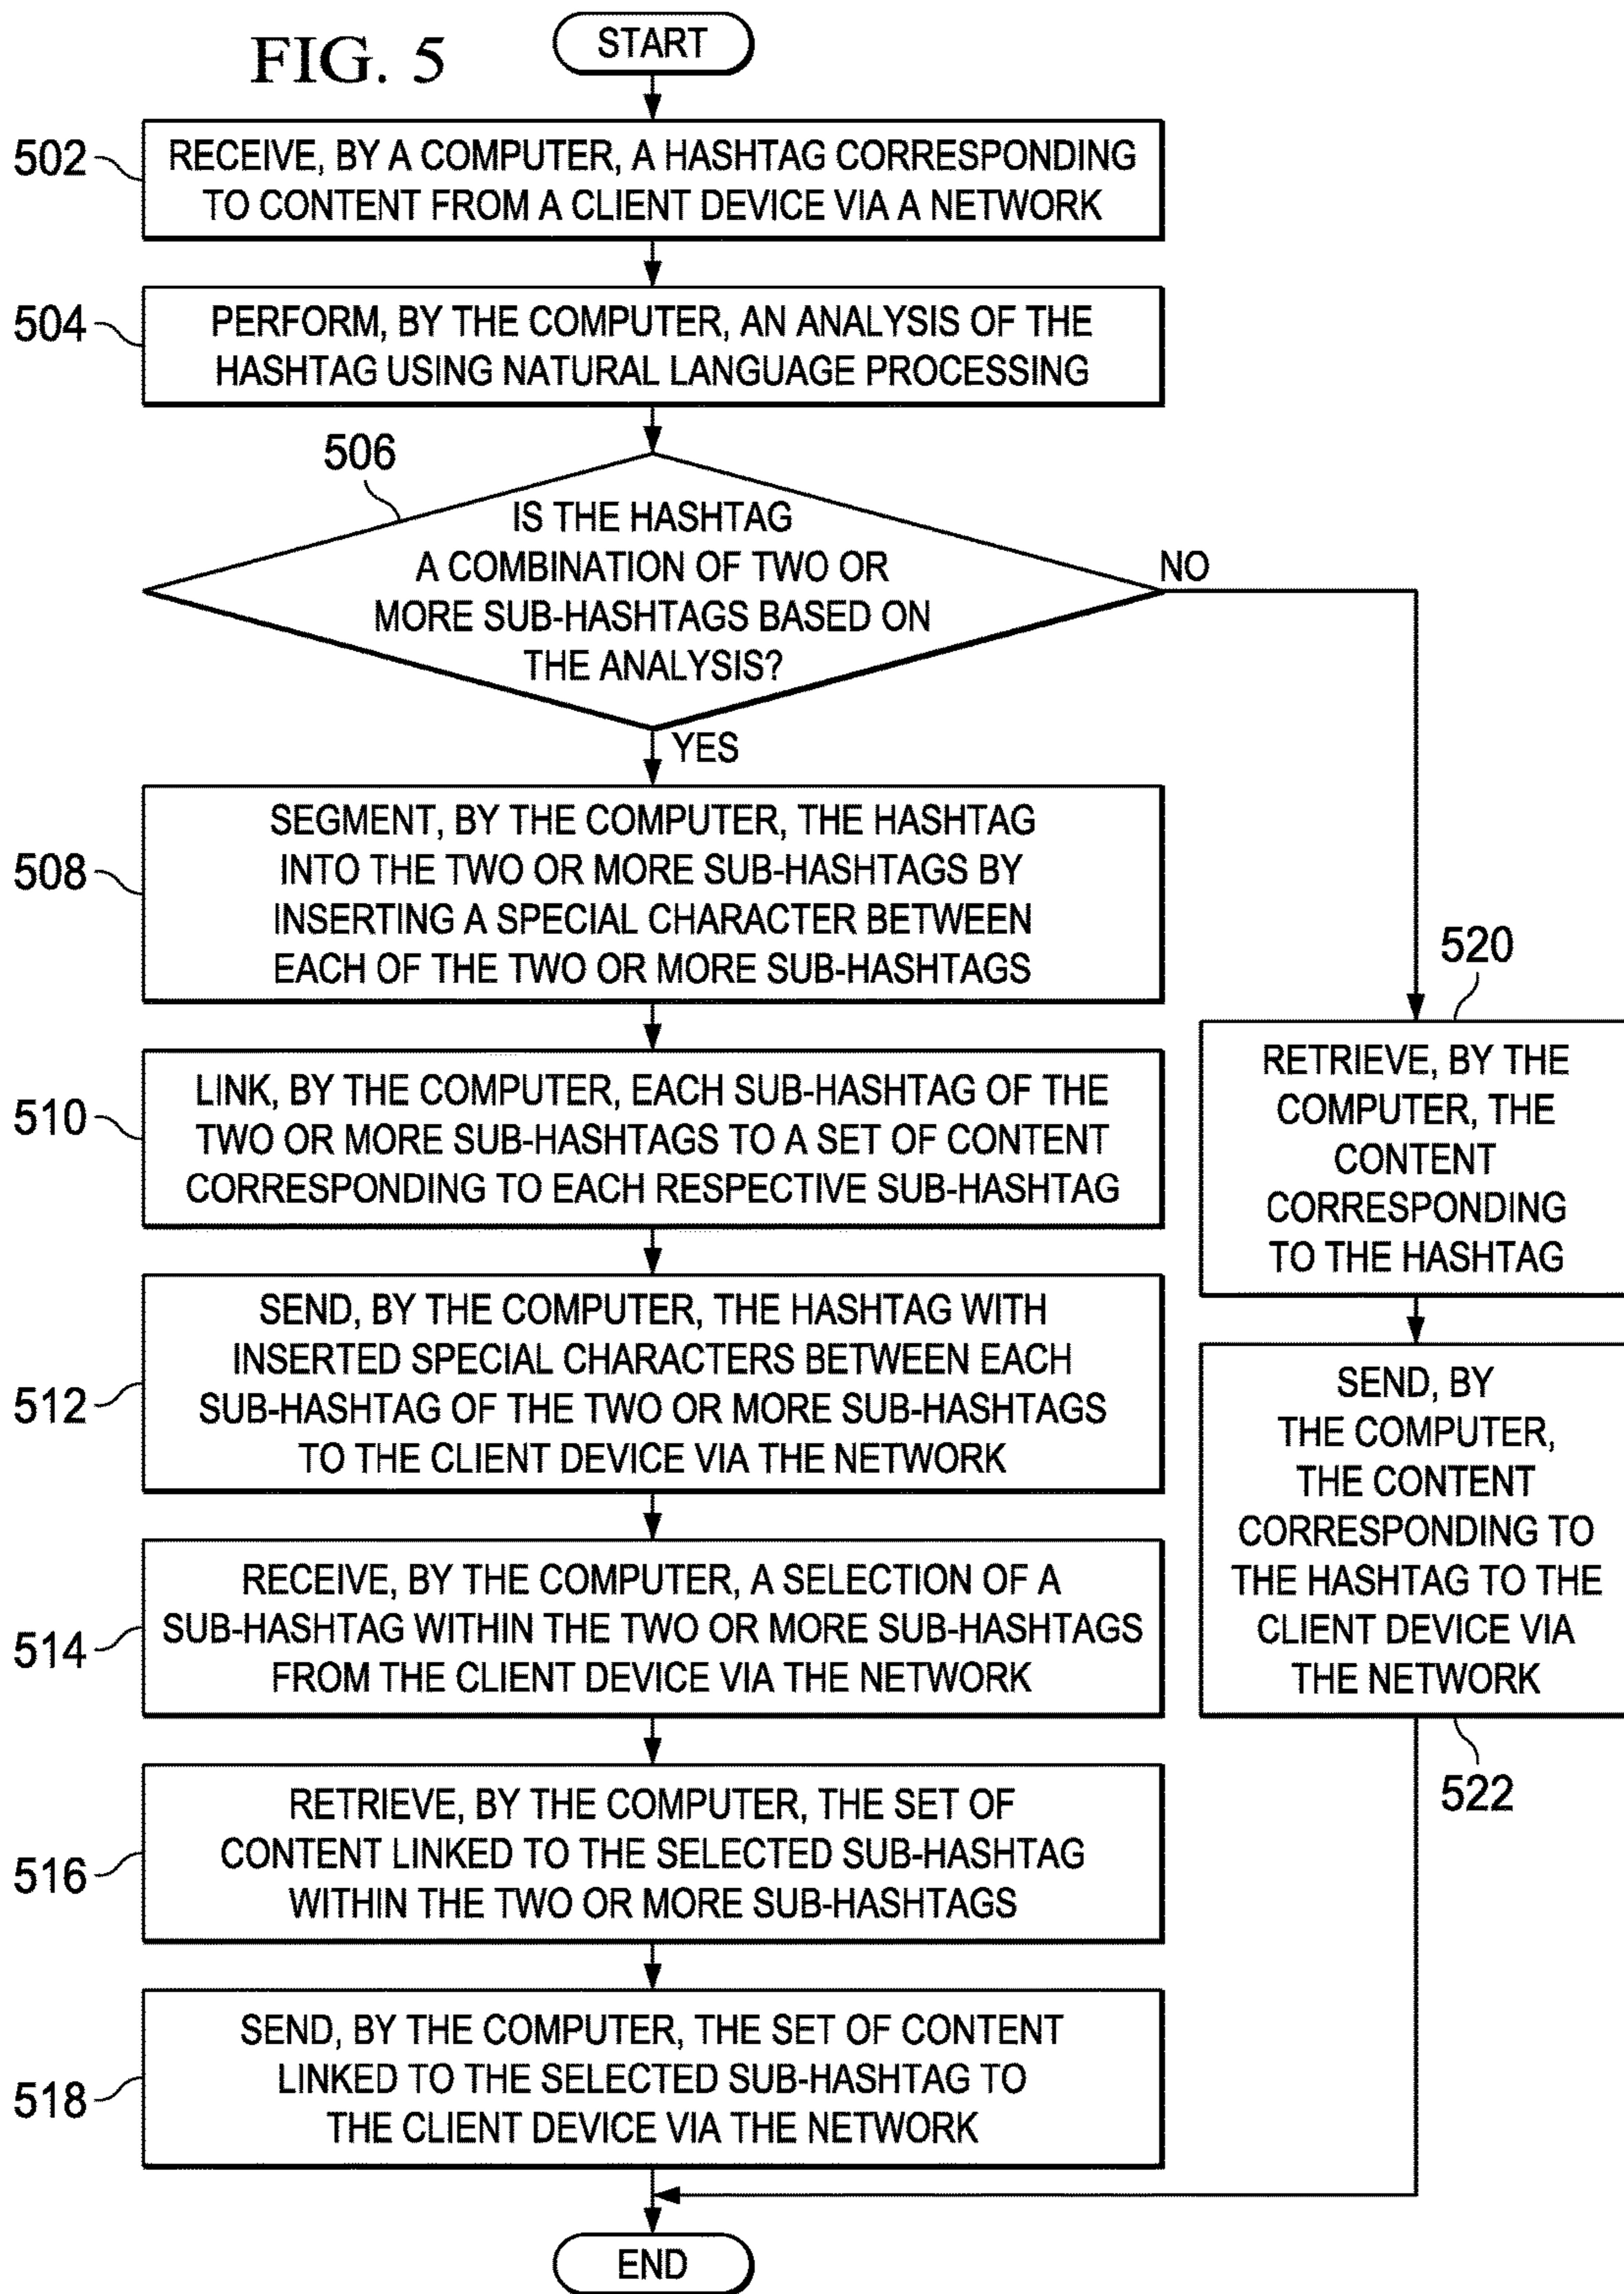 FIG. 5
START
502
RECEIVE, BY A COMPUTER, A HASHTAG CORRESPONDING
TO CONTENT FROM A CLIENT DEVICE VIA A NETWORK
504
PERFORM, BY THE COMPUTER, AN ANALYSIS OF THE
HASHTAG USING NATURAL LANGUAGE PROCESSING
506
IS THE HASHTAG
A COMBINATION OF TWO OR
MORE SUB-HASHTAGS BASED ON
THE ANALYSIS?
NO
YES
508
SEGMENT, BY THE COMPUTER, THE HASHTAG
INTO THE TWO OR MORE SUB-HASHTAGS BY
INSERTING A SPECIAL CHARACTER BETWEEN
EACH OF THE TWO OR MORE SUB-HASHTAGS
510
LINK, BY THE COMPUTER, EACH SUB-HASHTAG OF THE
TWO OR MORE SUB-HASHTAGS TO A SET OF CONTENT
CORRESPONDING TO EACH RESPECTIVE SUB-HASHTAG
512
SEND, BY THE COMPUTER, THE HASHTAG WITH
INSERTED SPECIAL CHARACTERS BETWEEN EACH
SUB-HASHTAG OF THE TWO OR MORE SUB-HASHTAGS
TO THE CLIENT DEVICE VIA THE NETWORK
514
RECEIVE, BY THE COMPUTER, A SELECTION OF A
SUB-HASHTAG WITHIN THE TWO OR MORE SUB-HASHTAGS
FROM THE CLIENT DEVICE VIA THE NETWORK
516
RETRIEVE, BY THE COMPUTER, THE SET OF
CONTENT LINKED TO THE SELECTED SUB-HASHTAG
WITHIN THE TWO OR MORE SUB-HASHTAGS
518
SEND, BY THE COMPUTER, THE SET OF CONTENT
LINKED TO THE SELECTED SUB-HASHTAG TO
THE CLIENT DEVICE VIA THE NETWORK
520
RETRIEVE, BY THE
COMPUTER, THE
CONTENT
CORRESPONDING
TO THE HASHTAG
SEND, BY
THE COMPUTER,
THE CONTENT
CORRESPONDING TO
THE HASHTAG TO THE
CLIENT DEVICE VIA
THE NETWORK
522
END